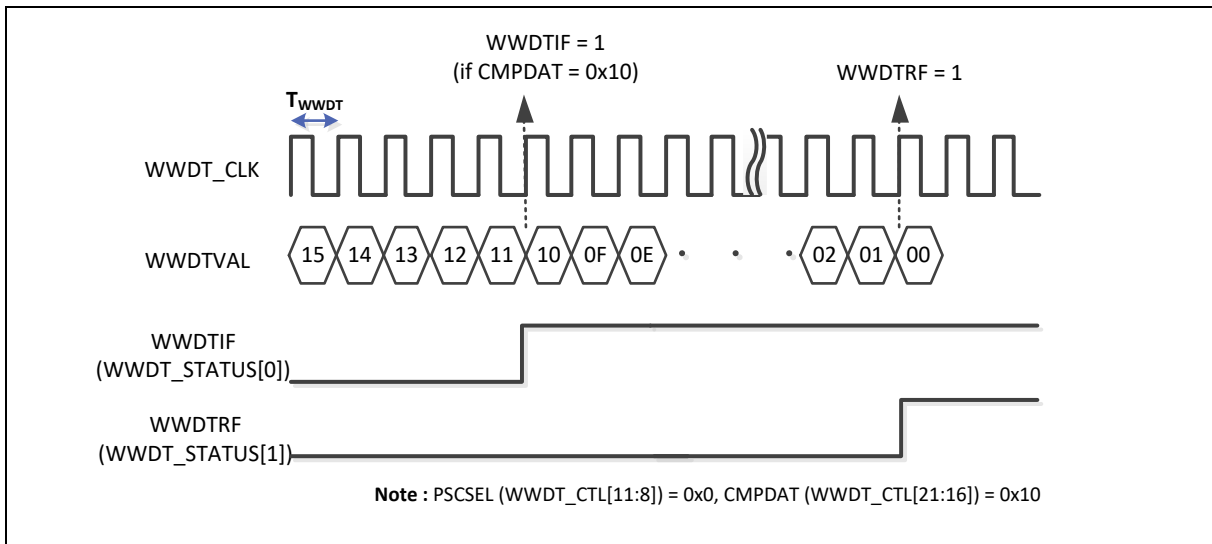 WWDTIF = 1
(if CMPDAT = 0x10)
WWDTRF = 1
TWWDT
WWDT_CLK
WWDTVAL
15 14 13 12 11 10 0F 0E · · · 02 01 00
WWDTIF
(WWDT_STATUS[0])
WWDTRF
(WWDT_STATUS[1])
Note : PSCSEL (WWDT_CTL[11:8]) = 0x0, CMPDAT (WWDT_CTL[21:16]) = 0x10